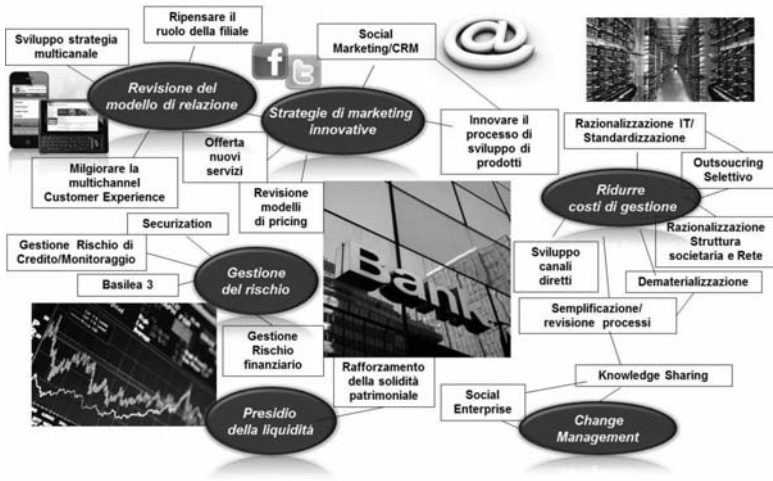 Sviluppo strategia
multicanale
Ripensare il
ruolo della filiale
Revisione del
modello di relazione
Milgiorare la
multichannel
Customer Experience
f
t
Social
Marketing/CRM
@
Strategie di marketing
innovative
Offerta
nuovi
servizi
Revisione
modelli
di pricing
Innovare il
processo di
sviluppo di
prodotti
Razionalizzazione IT/
Standardizzazione
Outsoucring
Selettivo
Ridurre
costi di gestione
Razionalizzazione
Struttura
societaria e Rete
Sviluppo
canali
diretti
Dematerializzazione
Semplificazione/
revisione processi
Securization
Gestione Rischio di
Credito/Monitoraggio
Basilea 3
Gestione
del rischio
Gestione
Rischio
finanziario
Bank
Rafforzamento
della solidità
patrimoniale
Presidio
della liquidità
Knowledge Sharing
Social
Enterprise
Change
Management